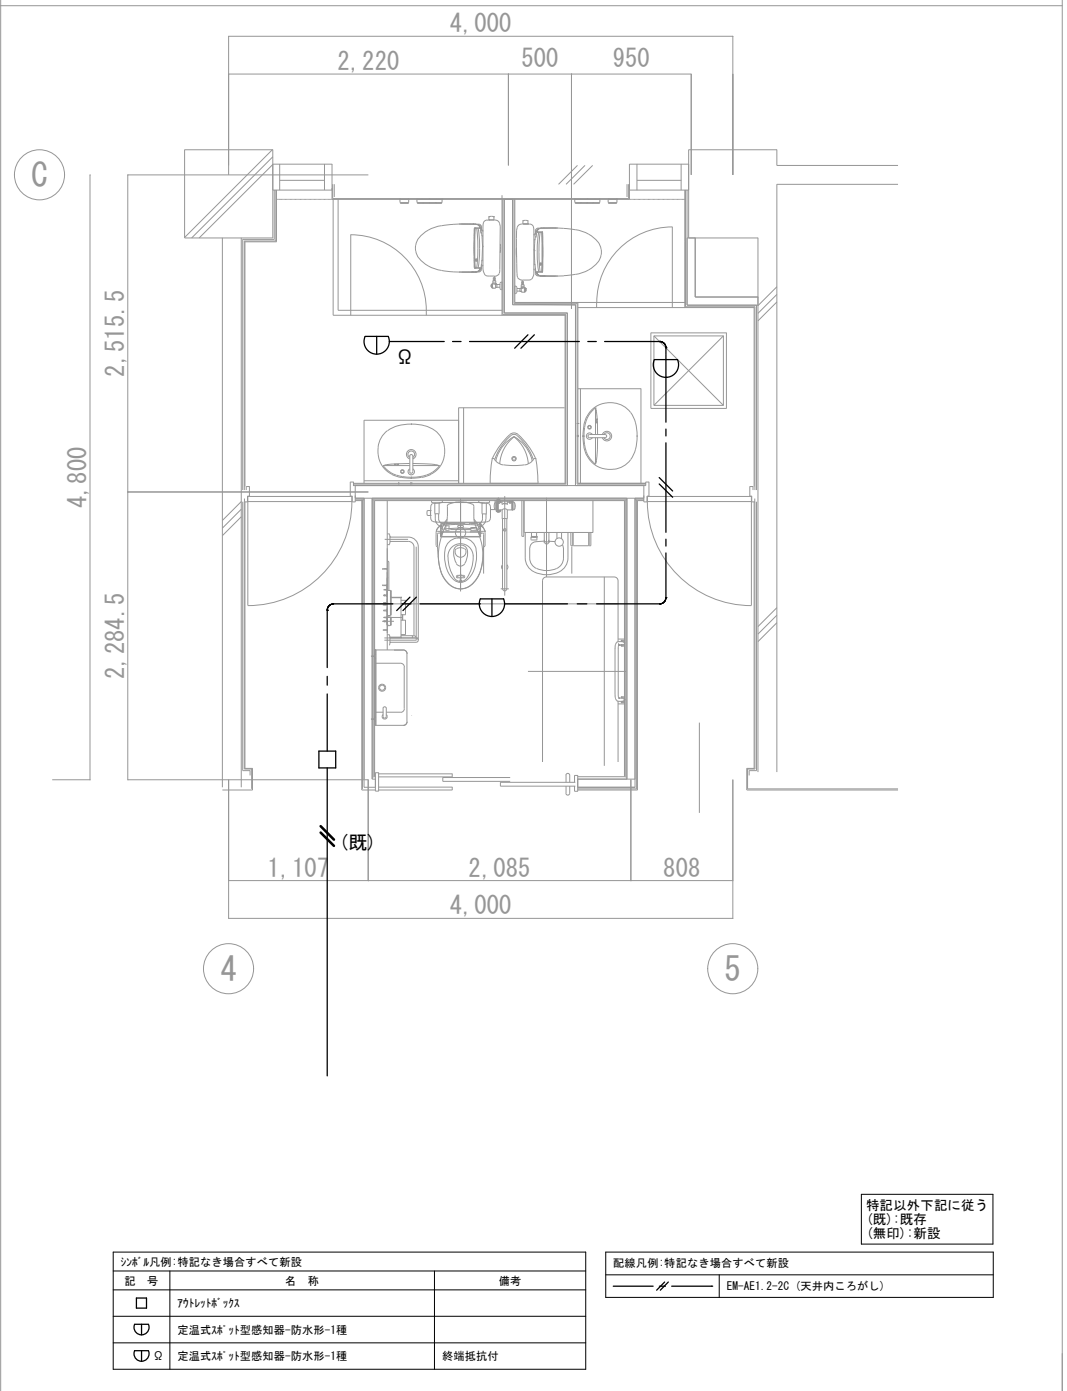 4,000
2,220
500
950
C
2,515.5
4,800
2,284.5
Ω
(既)
1,107
2,085
808
4,000
4
5
特記以外下記に従う
(既):既存
(無印):新設
ｼﾝﾎﾞﾙ凡例:特記なき場合すべて新設
記 号 名 称 備考
ｱｳﾄﾚｯﾄﾎﾞｯｸｽ
定温式ｽﾎﾟｯﾄ型感知器-防水形-1種
Ω 定温式ｽﾎﾟｯﾄ型感知器-防水形-1種 終端抵抗付
配線凡例:特記なき場合すべて新設
EM-AE1.2-2C (天井内ころがし)